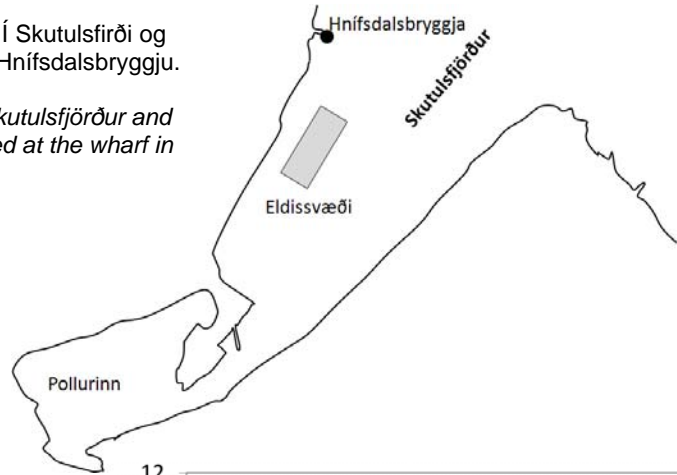 Í Skutulsfirði og
Hnífsdalsbryggju.
kutulsfjörður and
ed at the wharf in
Hnífsdalsbryggja
Skutulsfjörður
Eldissvæði
Pollurinn
12